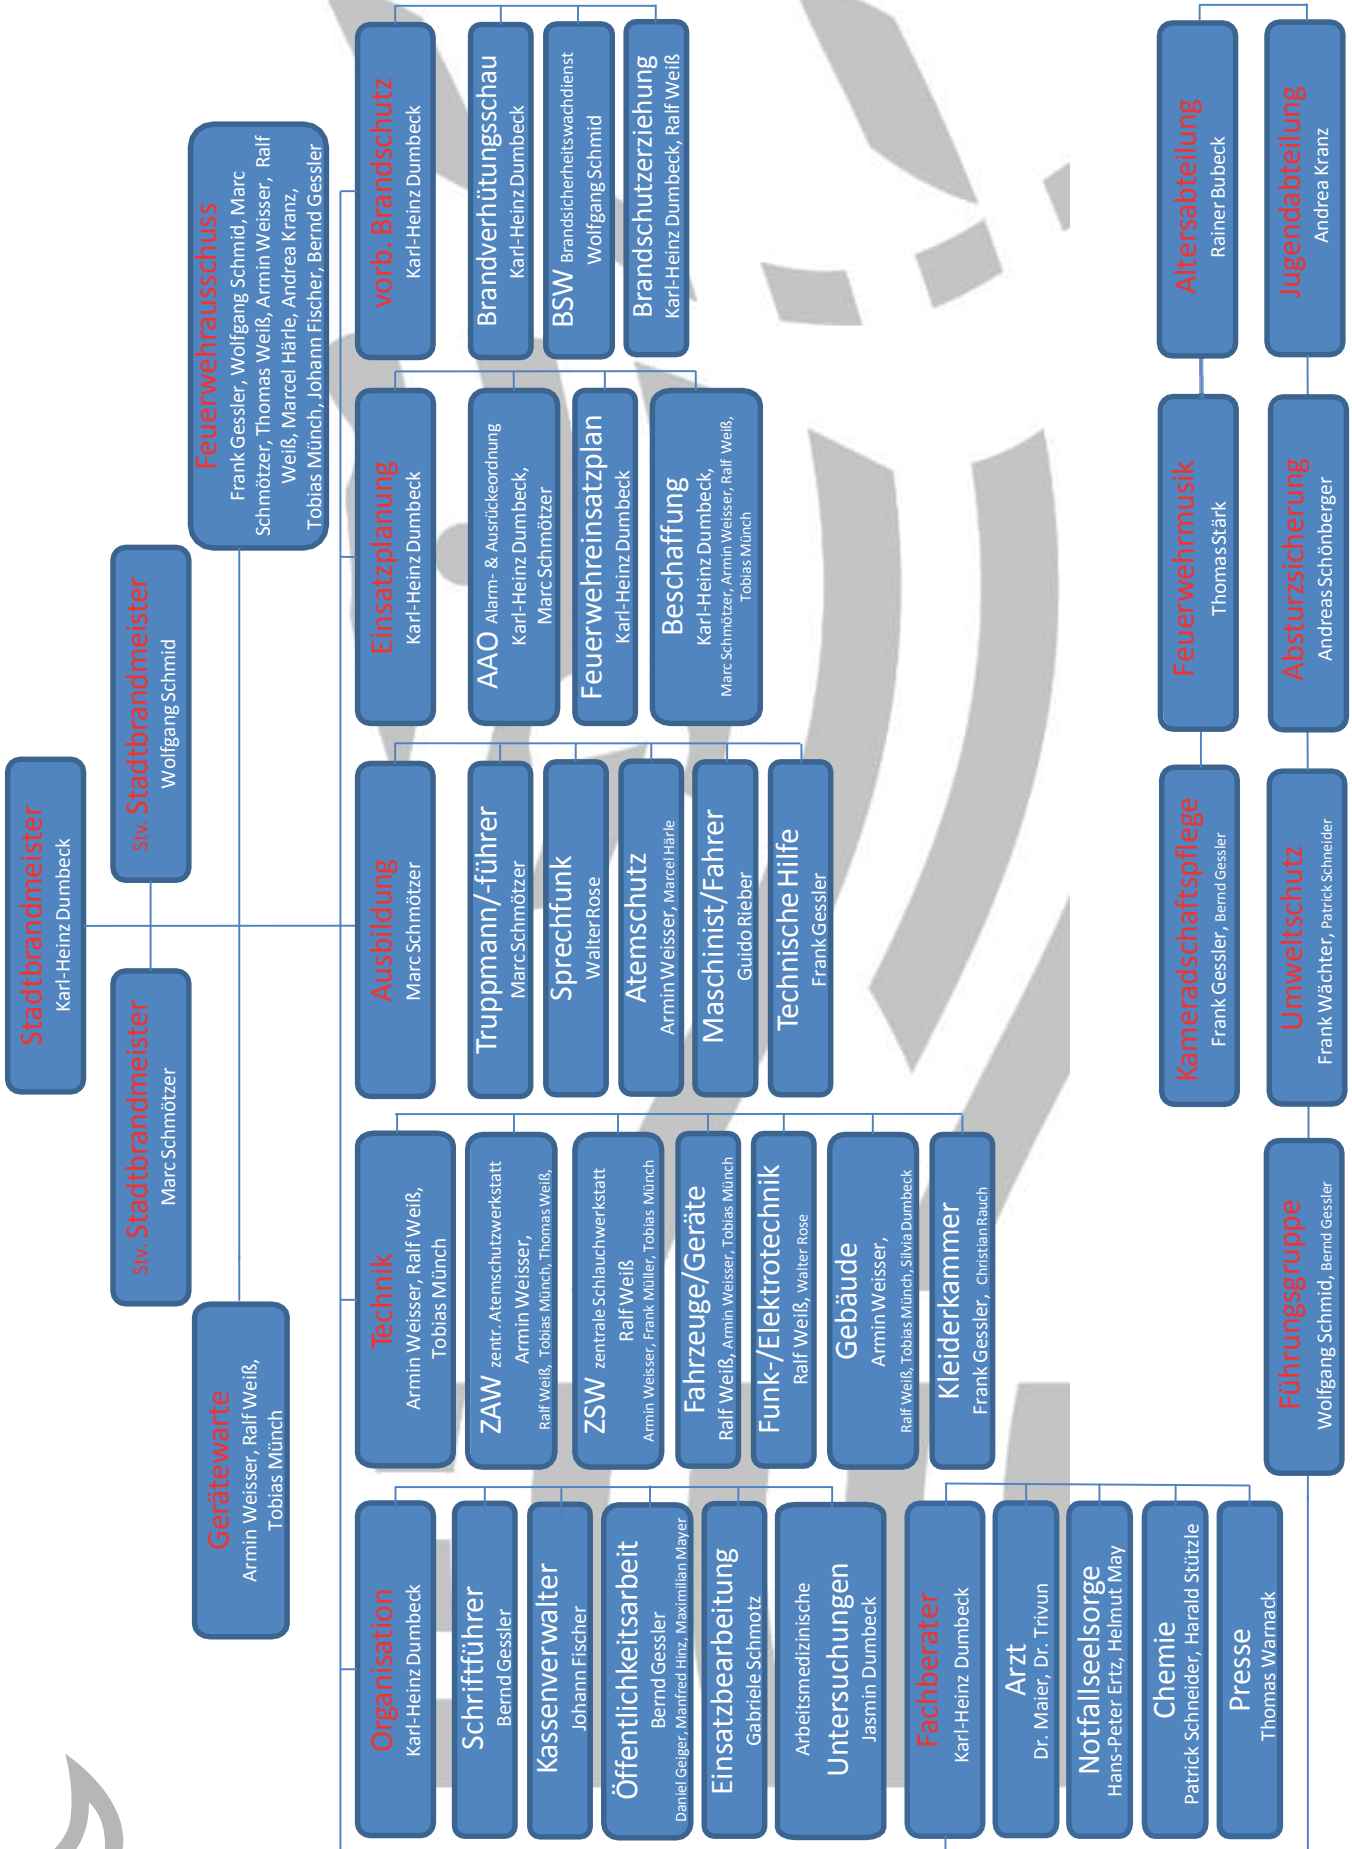 Stadtbrandmeister
Karl-Heinz Dumbeck
Stv. Stadtbrandmeister
Marc Schmötzer
Stv. Stadtbrandmeister
Wolfgang Schmid
Gerätewarte
Armin Weisser, Ralf Weiß,
Tobias Münch
Feuerwehrausschuss
Frank Gessler, Wolfgang Schmid, Marc
Schmötzer, Thomas Weiß, Armin Weisser, Ralf
Weiß, Marcel Härle, Andrea Kranz,
Tobias Münch, Johann Fischer, Bernd Gessler
Organisation
Karl-Heinz Dumbeck
Schriftführer
Bernd Gessler
Kassenverwalter
Johann Fischer
Öffentlichkeitsarbeit
Bernd Gessler
Daniel Geiger, Manfred Hinz, Maximilian Mayer
Einsatzbearbeitung
Gabriele Schmotz
Arbeitsmedizinische
Untersuchungen
Jasmin Dumbeck
Technik
Armin Weisser, Ralf Weiß,
Tobias Münch
ZAW zentr. Atemschutzwerkstatt
Armin Weisser,
Ralf Weiß, Tobias Münch, Thomas Weiß,
ZSW zentrale Schlauchwerkstatt
Ralf Weiß
Armin Weisser, Frank Müller, Tobias Münch
Fahrzeuge/Geräte
Ralf Weiß, Armin Weisser, Tobias Münch
Funk-/Elektrotechnik
Ralf Weiß, Walter Rose
Gebäude
Armin Weisser,
Ralf Weiß, Tobias Münch, Silvia Dumbeck
Kleiderkammer
Frank Gessler, Christian Rauch
Ausbildung
Marc Schmötzer
Truppmann/-führer
Marc Schmötzer
Sprechfunk
Walter Rose
Atemschutz
Armin Weisser, Marcel Härle
Maschinist/Fahrer
Guido Rieber
Technische Hilfe
Frank Gessler
Einsatzplanung
Karl-Heinz Dumbeck
AAO Alarm- & Ausrückeordnung
Karl-Heinz Dumbeck,
Marc Schmötzer
Feuerwehreinsatzplan
Karl-Heinz Dumbeck
Beschaffung
Karl-Heinz Dumbeck,
Marc Schmötzer, Armin Weisser, Ralf Weiß,
Tobias Münch
vorb. Brandschutz
Karl-Heinz Dumbeck
Brandverhütungsschau
Karl-Heinz Dumbeck
BSW Brandsicherheitswachdienst
Wolfgang Schmid
Brandschutzerziehung
Karl-Heinz Dumbeck, Ralf Weiß
Fachberater
Karl-Heinz Dumbeck
Arzt
Dr. Maier, Dr. Trivun
Notfallseelsorge
Hans-Peter Ertz, Helmut May
Chemie
Patrick Schneider, Harald Stützle
Presse
Thomas Warnack
Kameradschaftspflege
Frank Gessler, Bernd Gessler
Feuerwehrmusik
Thomas Stärk
Altersabteilung
Rainer Bubeck
Führungsgruppe
Wolfgang Schmid, Bernd Gessler
Umweltschutz
Frank Wächter, Patrick Schneider
Absturzsicherung
Andreas Schönberger
Jugendabteilung
Andrea Kranz